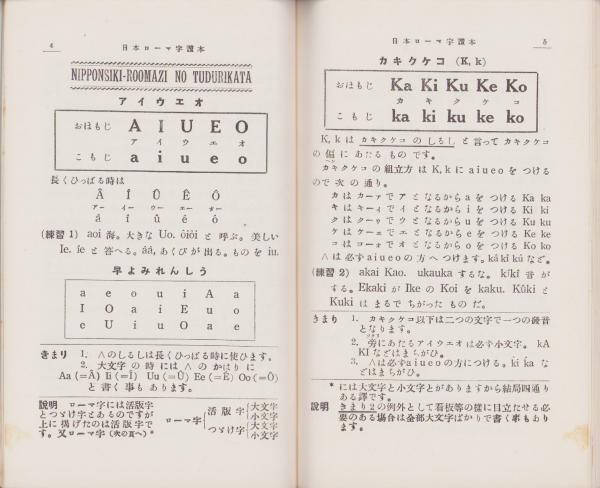 4
日本ローマ字讀本
NIPPONSIKI-ROOMAZI NO TUDURIKATA
アイウエオ
おほもじ A I U E O
ア イ ウ エ オ
こもじ a i u e o
長くひっぱる時は
Â Î Û Ê Ô
アー イー ウー エー オー
â î û ê ô
(練習 1) aoi 海。大きな Uo. ôiôi と 呼ぶ。美しい
Ie. îe と 答へる。ââ, あくび が 出る。もの を iu.
早よみれんしう
a e o u i A a
I O a i E u o
e U i u O a e
きまり 1. ∧のしるしは長くひっぱる時に使ひます。
2. 大文字 の 時 には ∧ の かはり に
Aa (=Â) Ii (=Î) Uu (=Û) Ee (=Ê) Oo (=Ô)
と 書く 事 も あります。
說明 ローマ字には活版字
とつゞけ字とあるのですが
上に揭げたのは活版字で
す。又ローマ字 (次の頁へ) *
ローマ字 活版字 大文字 小文字
つゞけ字 大文字 小文字
日本ローマ字讀本
5
カキクケコ (K, k)
おほもじ Ka Ki Ku Ke Ko
カ キ ク ケ コ
こもじ ka ki ku ke ko
K, k は カキクケコ の しるし と 言って カキクケコ
の 偏 に あたる もの です。
カキクケコ の 組立方 は K, k に a i u e o を つける
ので 次 の 通り。
カ は カーァ で ア と なる から a を つける Ka ka
キ は キーィ で イ と なる から i を つける Ki ki
ク は クーゥ で ウ と なる から u を つける Ku ku
ケ は ケーェ で エ と なる から e を つける Ke ke
コ は コーォ で オ と なる から o を つける Ko ko
∧ は 必ず a i u e o の 方 へ つけます。kâ kî kû など。
(練習 2) akai Kao. ukauka するな。kîkî 音 が
する。Ekaki が Ike の Koi を kaku. Kûki と
Kuki は まるで ちがった もの だ。
きまり 1. カキクケコ以下は二つの文字で一つの發音
となります。
2. 旁にあたるアイウエオは必ず小文字。kA
KI などはまちがひ。
3. ∧は必ず a i u e o の方につける。
などはまちがひ。
* には大文字と小文字とがありますから結局四通り
ある譯です。
說明 きまり2の例外として看板等の樣に目立たせる必
要のある場合は全部大文字ばかりで書く事もあり
ます。